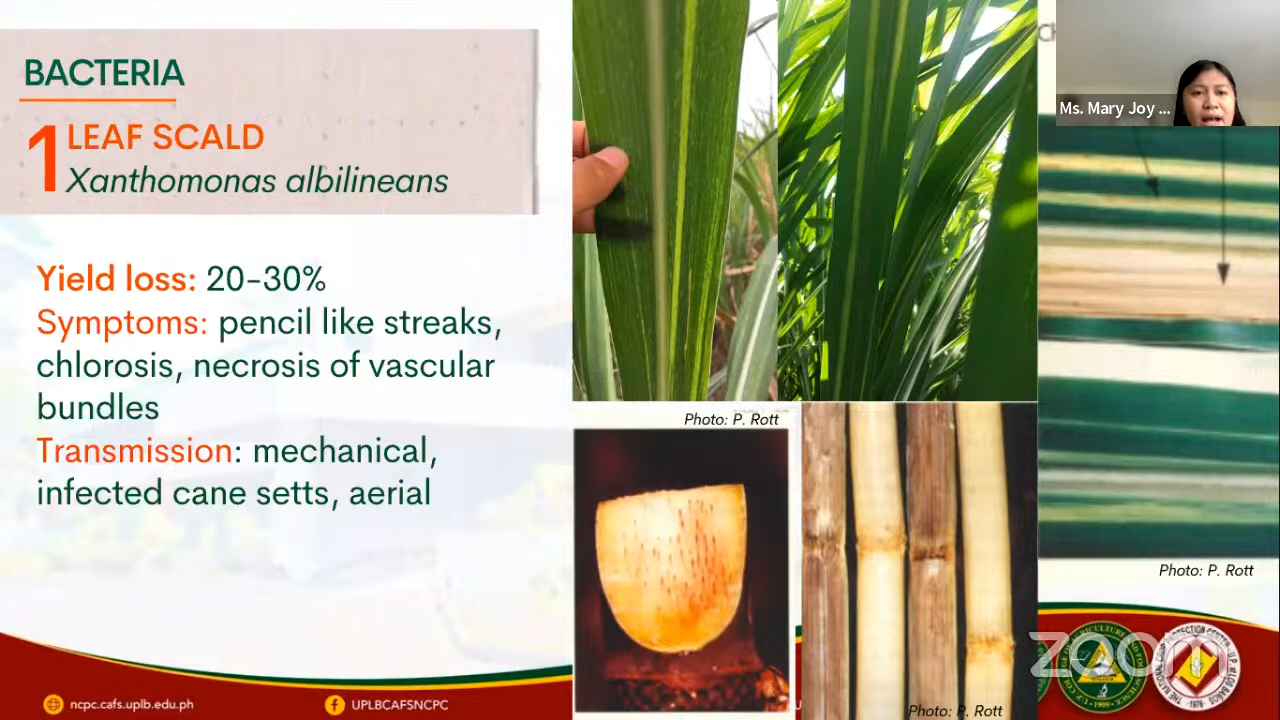 BACTERIA
1 LEAF SCALD
Xanthomonas albilineans
Yield loss: 20-30%
Symptoms: pencil like streaks,
chlorosis, necrosis of vascular
bundles
Transmission: mechanical,
infected cane setts, aerial
Ms. Mary Joy ...
Photo: P. Rott
Photo: P. Rott
Photo: P. Rott
zoom
ncpc.cafs.uplb.edu.ph
UPLBCAFSNCPC